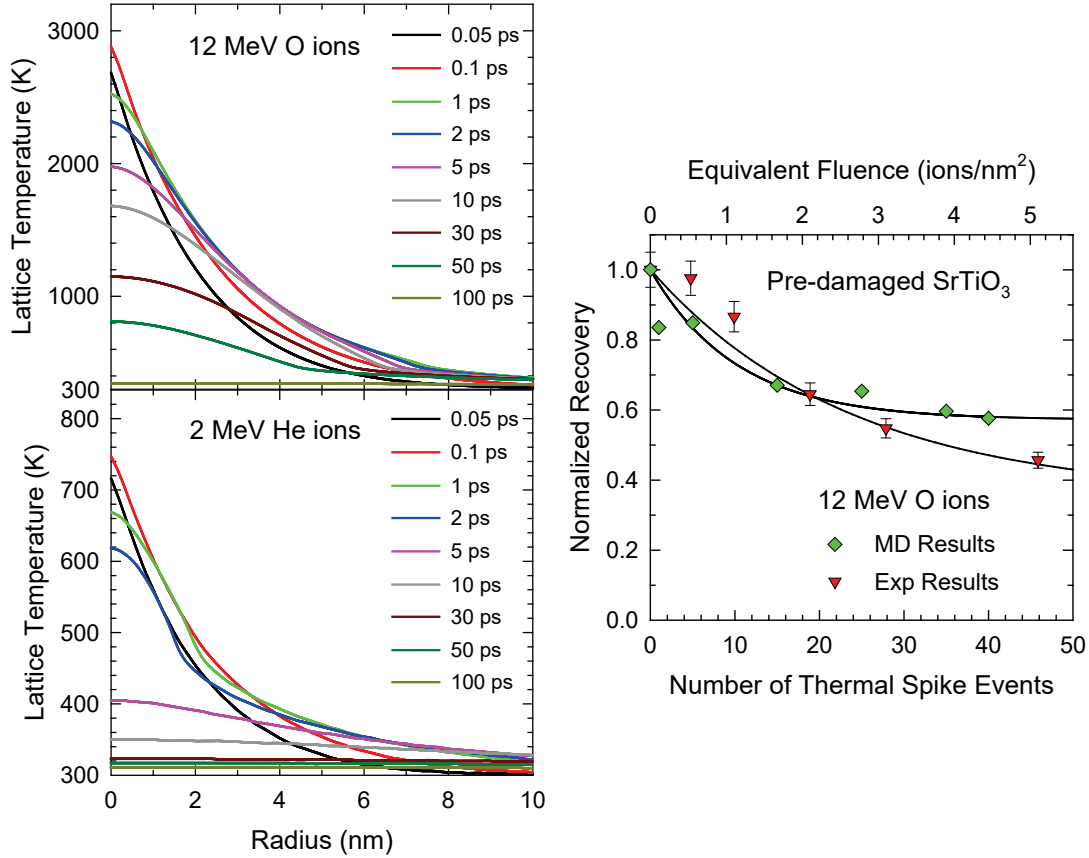 12 MeV O ions
Lattice Temperature (K)
3000
2000
1000
300
0.05 ps
0.1 ps
1 ps
2 ps
5 ps
10 ps
30 ps
50 ps
100 ps
2 MeV He ions
Lattice Temperature (K)
800
700
600
500
400
300
0.05 ps
0.1 ps
1 ps
2 ps
5 ps
10 ps
30 ps
50 ps
100 ps
0 2 4 6 8 10
Radius (nm)
Equivalent Fluence (ions/nm²)
0 1 2 3 4 5
Pre-damaged SrTiO₃
Normalized Recovery
1.0
0.8
0.6
0.4
0.2
0.0
12 MeV O ions
MD Results
Exp Results
0 10 20 30 40 50
Number of Thermal Spike Events